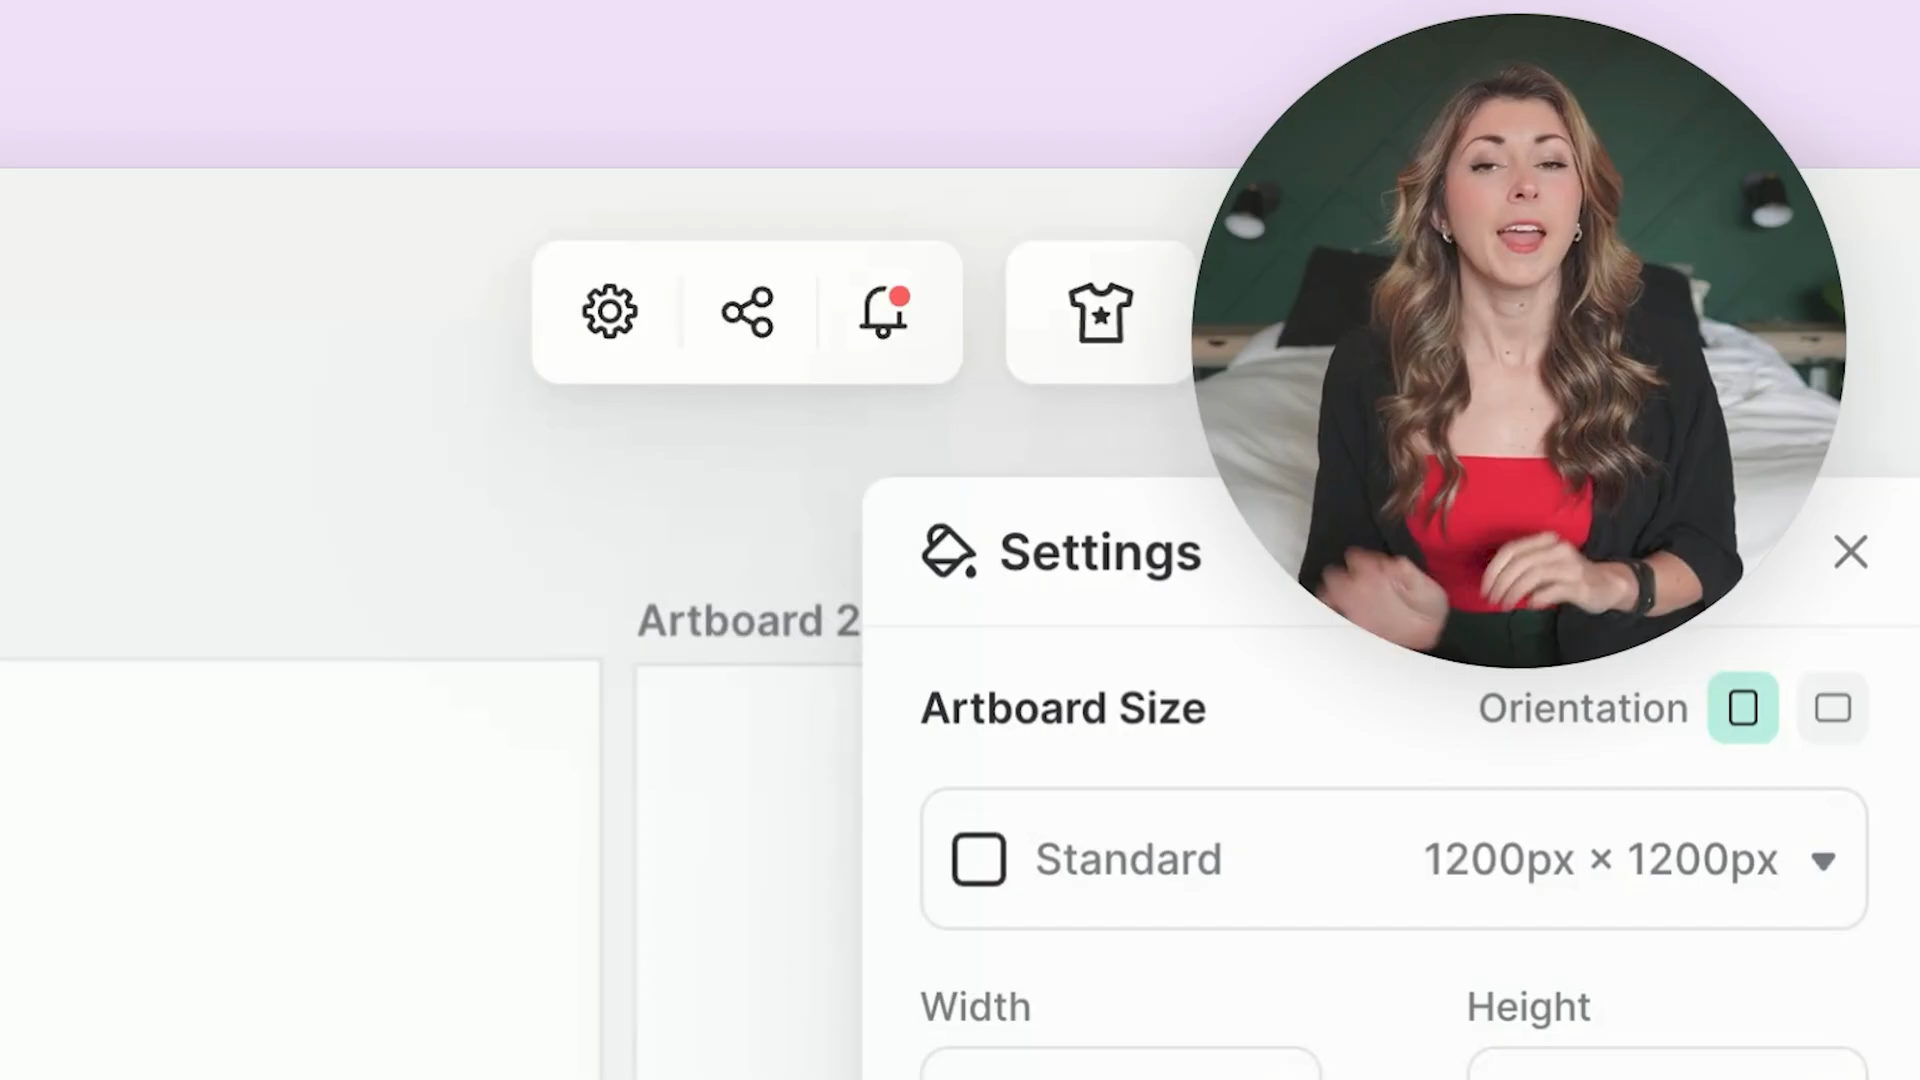 Settings
Artboard 2
Artboard Size
Orientation
Standard
1200px × 1200px
Width
Height